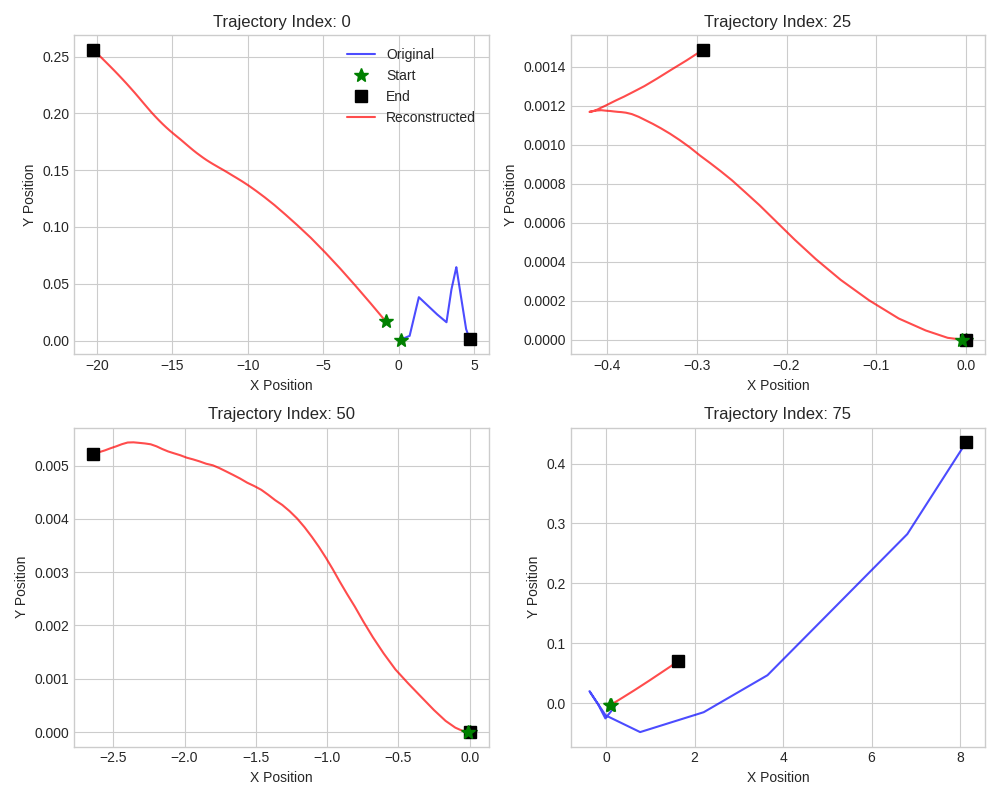 Trajectory Index: 0
0.25
0.20
0.15
0.10
0.05
0.00
Y Position
−20
−15
−10
−5
0
5
X Position
Original
Start
End
Reconstructed
Trajectory Index: 25
0.0014
0.0012
0.0010
0.0008
0.0006
0.0004
0.0002
0.0000
Y Position
−0.4
−0.3
−0.2
−0.1
0.0
X Position
Trajectory Index: 50
0.005
0.004
0.003
0.002
0.001
0.000
Y Position
−2.5
−2.0
−1.5
−1.0
−0.5
0.0
X Position
Trajectory Index: 75
0.4
0.3
0.2
0.1
0.0
Y Position
0
2
4
6
8
X Position